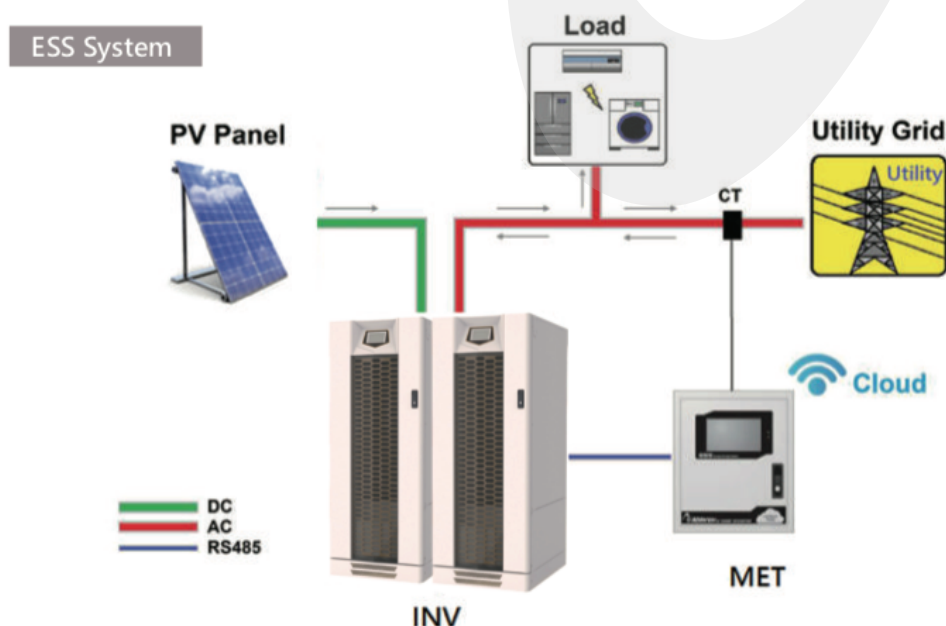 ESS System
Load
PV Panel
Utility Grid
Utility
CT
Cloud
DC
AC
RS485
MET
INV